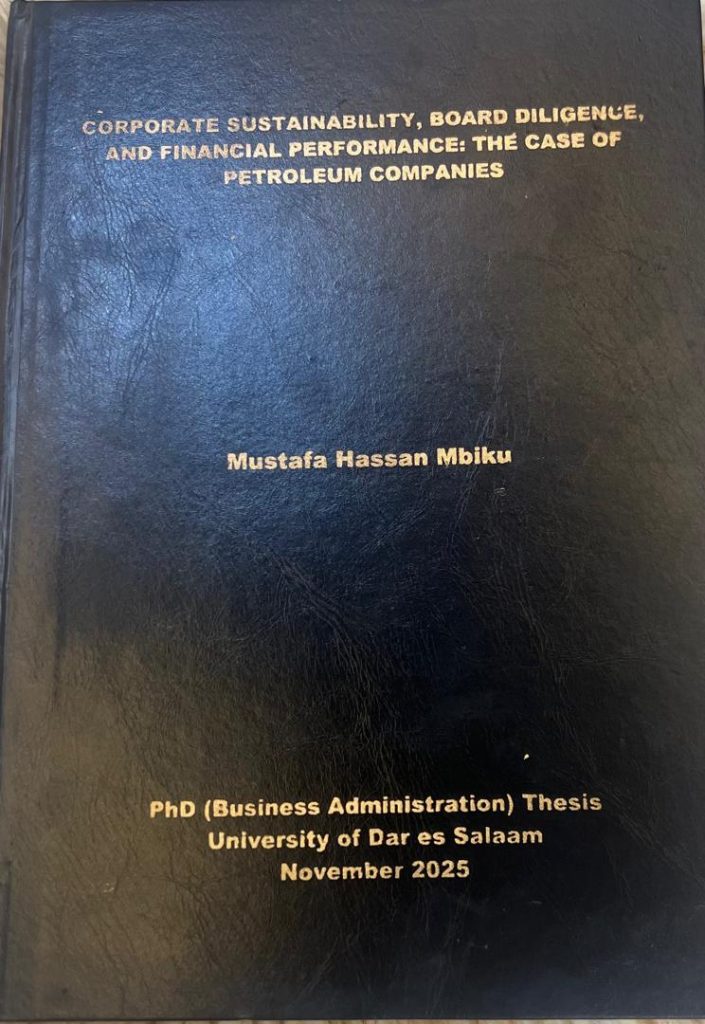 CORPORATE SUSTAINABILITY, BOARD DILIGENCE,
AND FINANCIAL PERFORMANCE: THE CASE OF
PETROLEUM COMPANIES
Mustafa Hassan Mbiku
PhD (Business Administration) Thesis
University of Dar es Salaam
November 2025